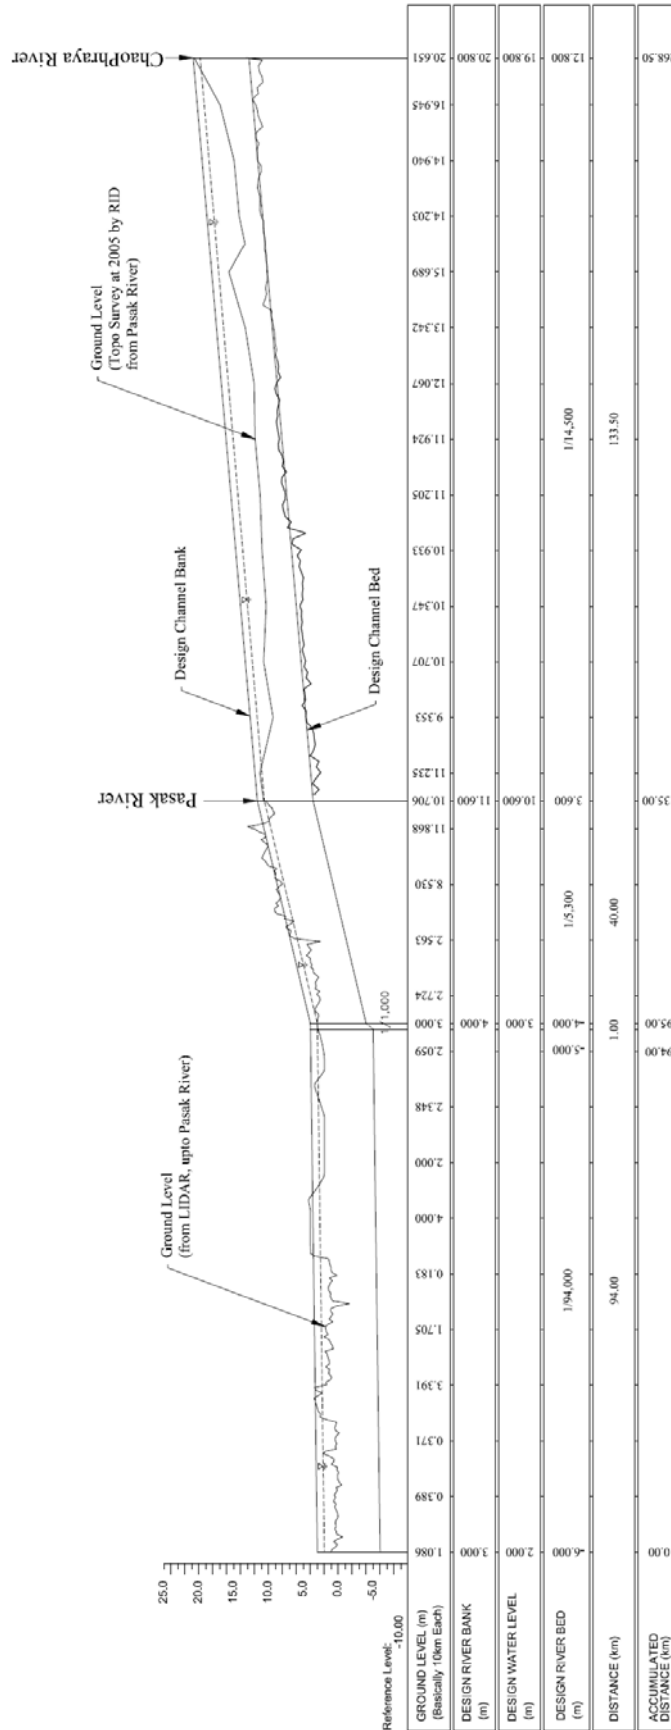 ChaoPhraya River
Ground Level
(Topo Survey at 2005 by RID
from Pasak River)
Design Channel Bank
Design Channel Bed
Pasak River
Ground Level
(from LIDAR, upto Pasak River)
1/1,000
25.0
20.0
15.0
10.0
5.0
0.0
-5.0
Reference Level:
-10.00
GROUND LEVEL (m)
(Basically 10km Each)
1.086 0.389 0.371 3.391 1.705 0.183 4.000 2.000 2.348 2.059 3.000 2.724 2.563 8.530 11.868 10.706 11.235 9.353 10.707 10.347 10.933 11.205 11.924 12.067 13.342 15.689 14.203 14.940 16.945 20.651
DESIGN RIVER BANK
(m)
3.000 4.000 11.600 20.800
DESIGN WATER LEVEL
(m)
2.000 3.000 10.600 19.800
DESIGN RIVER BED
(m)
-6.000 1/94,000 -5.000 -4.000 1/5,300 3.600 1/14,500 12.800
DISTANCE (km)
94.00 1.00 40.00 133.50
ACCUMULATED
DISTANCE (km)
0.00 94.00 95.00 35.00 68.50